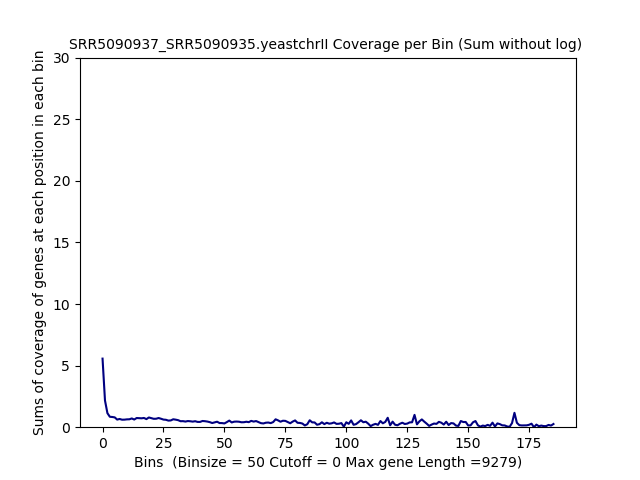 SRR5090937_SRR5090935.yeastchrII Coverage per Bin (Sum without log)
Sums of coverage of genes at each position in each bin
30
25
20
15
10
5
0
0 25 50 75 100 125 150 175
Bins  (Binsize = 50 Cutoff = 0 Max gene Length =9279)